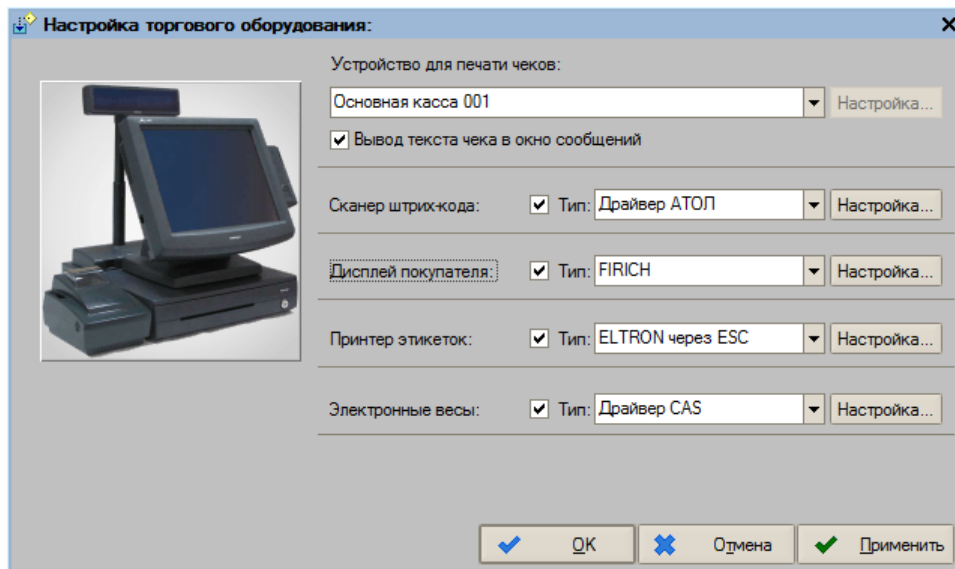 Настройка торгового оборудования:
Устройство для печати чеков:
Основная касса 001 Настройка...
Вывод текста чека в окно сообщений
Сканер штрих-кода: Тип: Драйвер АТОЛ Настройка...
Дисплей покупателя: Тип: FIRICH Настройка...
Принтер этикеток: Тип: ELTRON через ESC Настройка...
Электронные весы: Тип: Драйвер CAS Настройка...
OK Отмена Применить